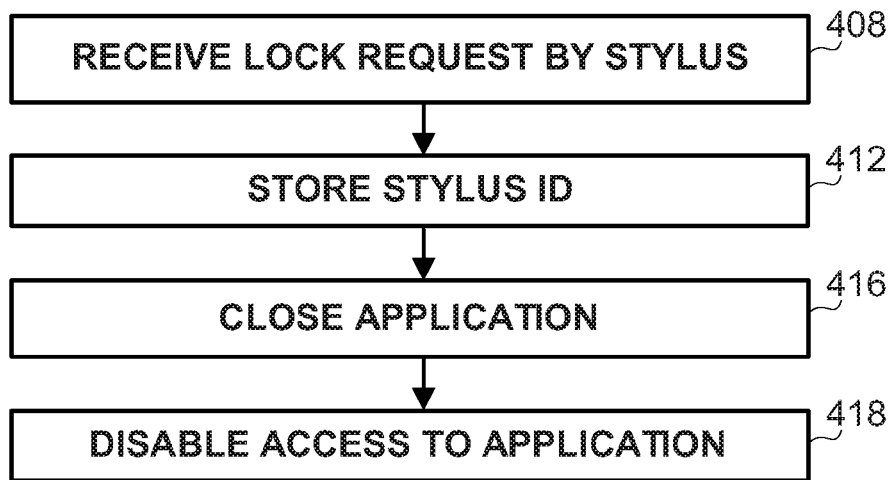 RECEIVE LOCK REQUEST BY STYLUS 408
STORE STYLUS ID 412
CLOSE APPLICATION 416
DISABLE ACCESS TO APPLICATION 418